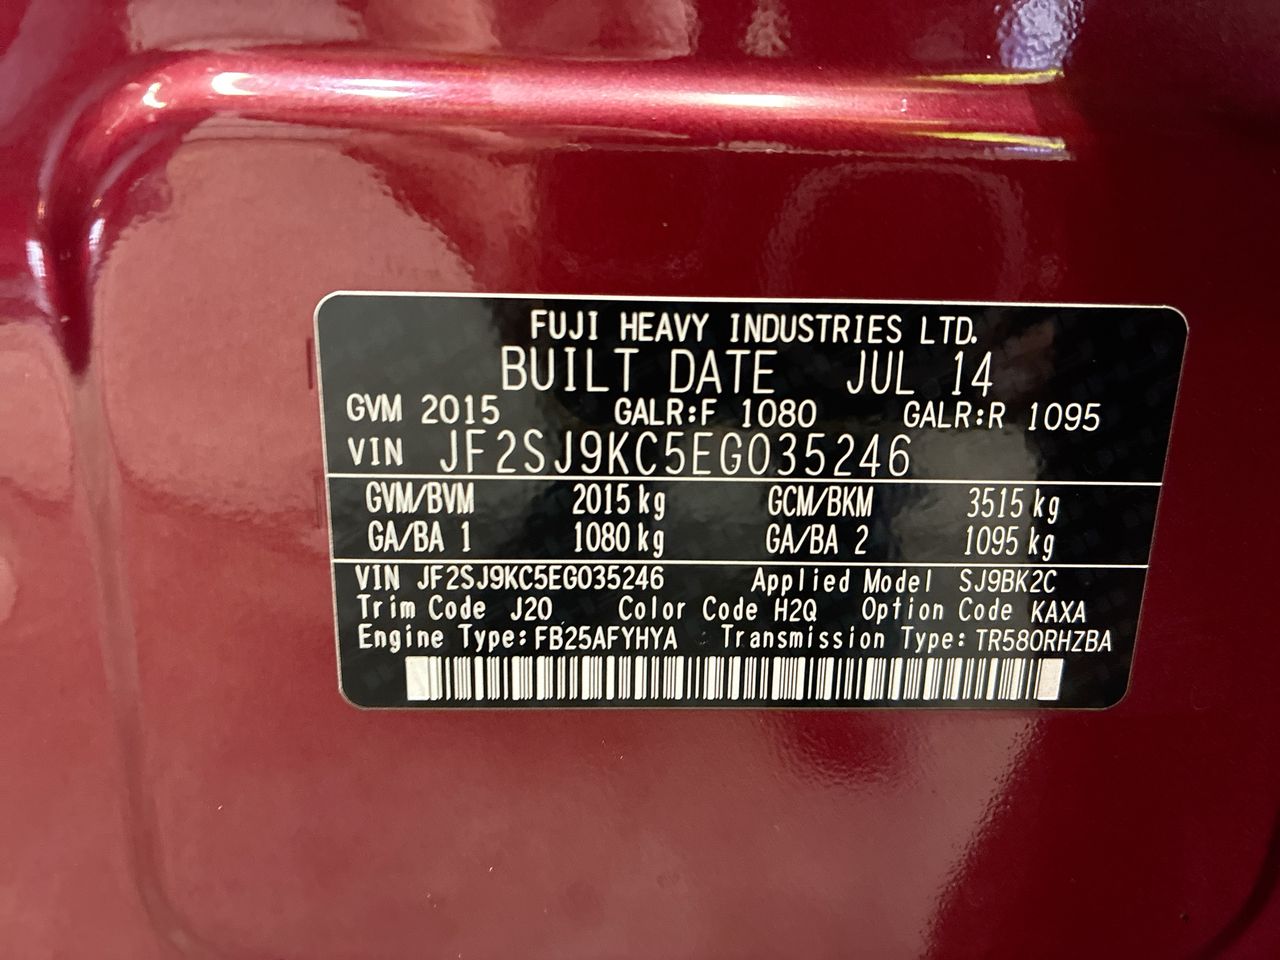 FUJI HEAVY INDUSTRIES LTD.
BUILT DATE JUL 14
GVM 2015 GALR:F 1080 GALR:R 1095
VIN JF2SJ9KC5EG035246
GVM/BVM 2015 kg GCM/BKM 3515 kg
GA/BA 1 1080 kg GA/BA 2 1095 kg
VIN JF2SJ9KC5EG035246 Applied Model SJ9BK2C
Trim Code J20 Color Code H2Q Option Code KAXA
Engine Type: FB25AFYHYA Transmission Type: TR580RHZBA